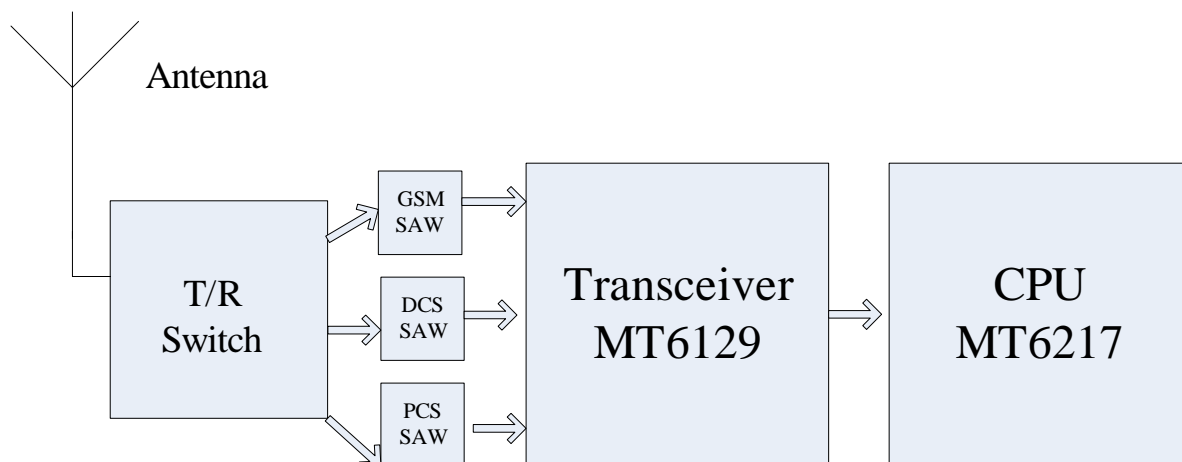 Antenna
T/R
Switch
GSM
SAW
DCS
SAW
PCS
SAW
Transceiver
MT6129
CPU
MT6217